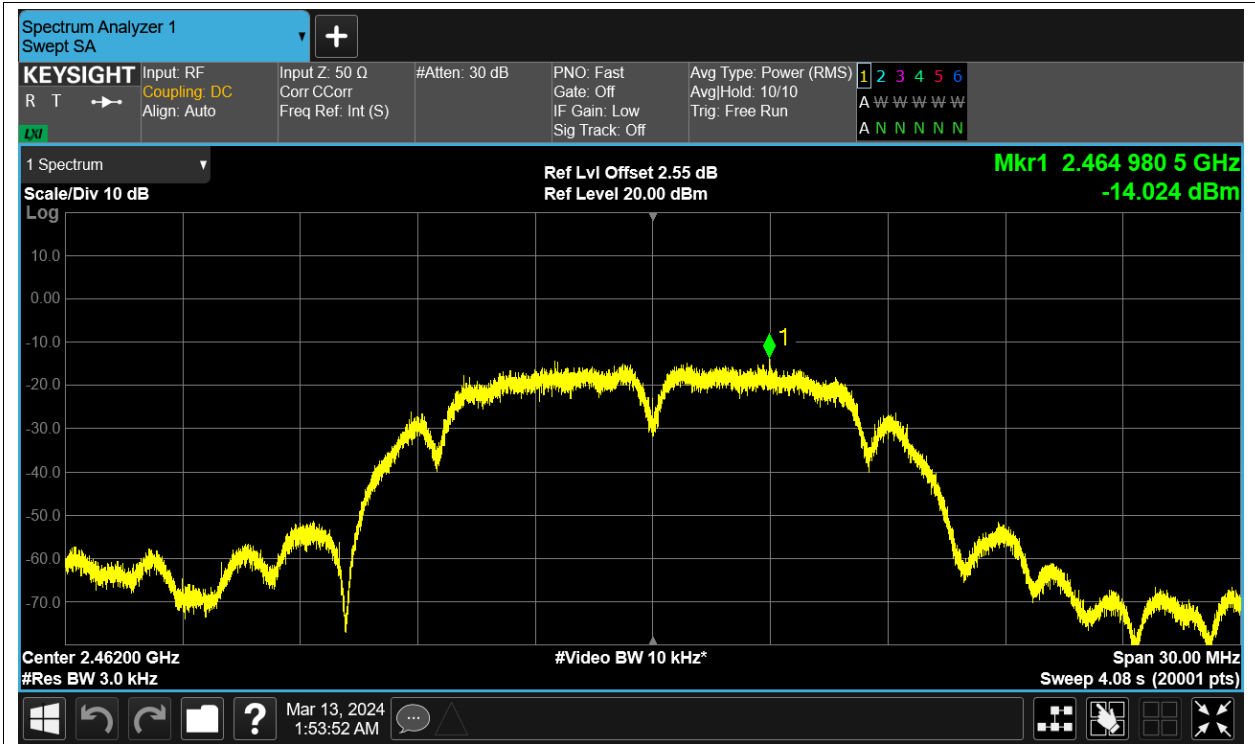 Spectrum Analyzer 1
Swept SA
KEYSIGHT
R T
LXI
Input: RF
Coupling: DC
Align: Auto
Input Z: 50 Ω
Corr CCorr
Freq Ref: Int (S)
#Atten: 30 dB
PNO: Fast
Gate: Off
IF Gain: Low
Sig Track: Off
Avg Type: Power (RMS)
Avg|Hold: 10/10
Trig: Free Run
1 2 3 4 5 6
A W W W W W
A N N N N N
1 Spectrum
Scale/Div 10 dB
Log
Ref Lvl Offset 2.55 dB
Ref Level 20.00 dBm
Mkr1 2.464 980 5 GHz
-14.024 dBm
10.0
0.00
-10.0
-20.0
-30.0
-40.0
-50.0
-60.0
-70.0
1
Center 2.46200 GHz
#Res BW 3.0 kHz
#Video BW 10 kHz*
Span 30.00 MHz
Sweep 4.08 s (20001 pts)
?
Mar 13, 2024
1:53:52 AM